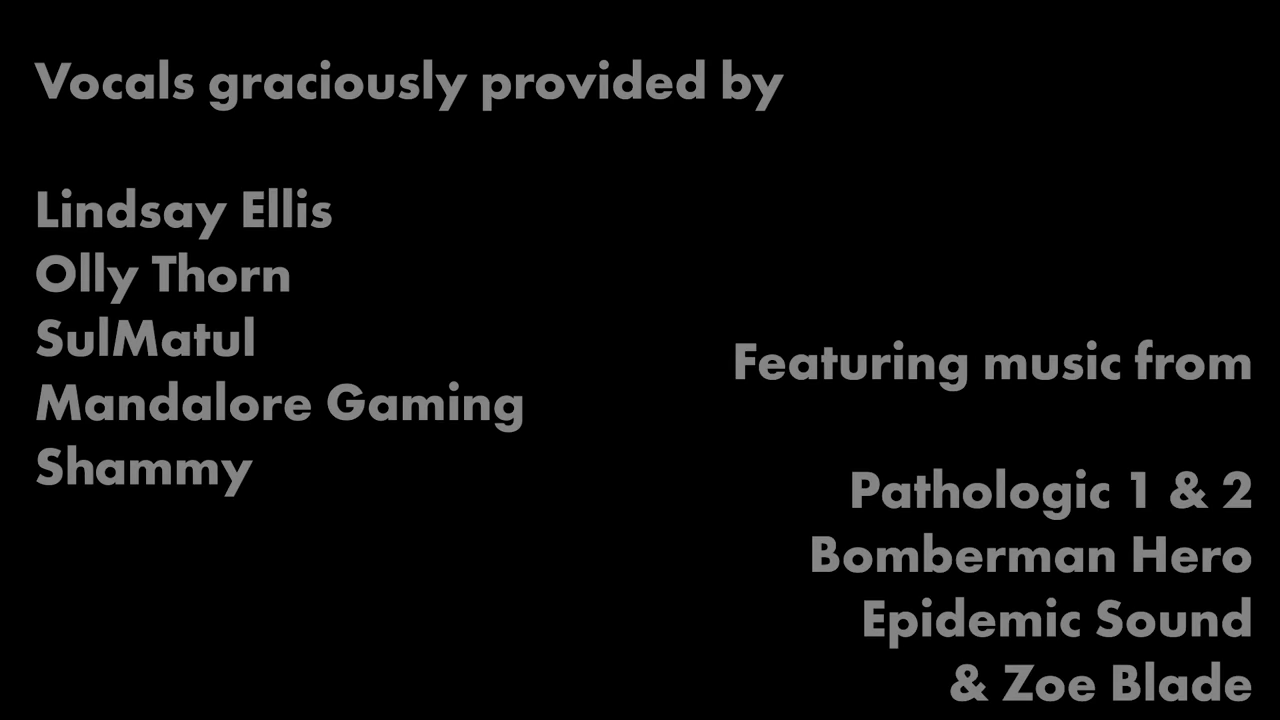 Vocals graciously provided by
Lindsay Ellis
Olly Thorn
SulMatul
Mandalore Gaming
Shammy
Featuring music from
Pathologic 1 & 2
Bomberman Hero
Epidemic Sound
& Zoe Blade